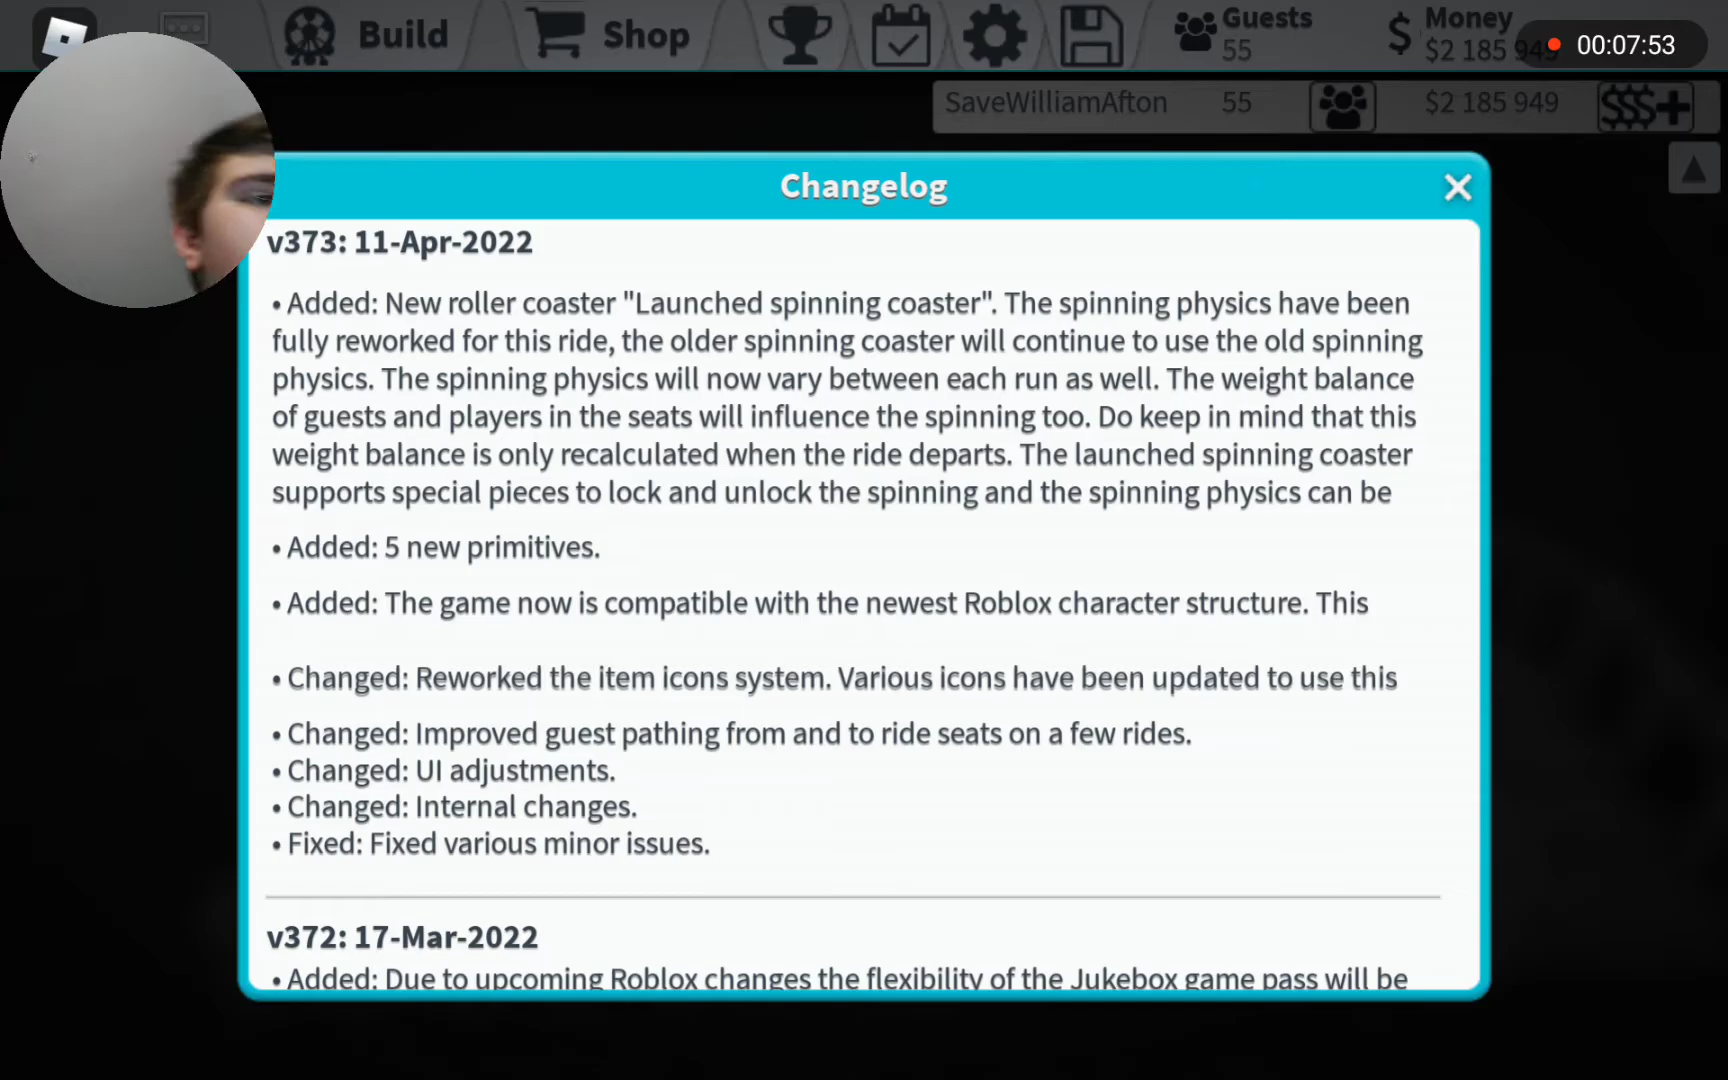 Build
Shop
Guests
55
Money
$2 185 949
00:07:53
SaveWilliamAfton 55 $2 185 949
$$$+
Changelog
v373: 11-Apr-2022
• Added: New roller coaster "Launched spinning coaster". The spinning physics have been
fully reworked for this ride, the older spinning coaster will continue to use the old spinning
physics. The spinning physics will now vary between each run as well. The weight balance
of guests and players in the seats will influence the spinning too. Do keep in mind that this
weight balance is only recalculated when the ride departs. The launched spinning coaster
supports special pieces to lock and unlock the spinning and the spinning physics can be
• Added: 5 new primitives.
• Added: The game now is compatible with the newest Roblox character structure. This
• Changed: Reworked the item icons system. Various icons have been updated to use this
• Changed: Improved guest pathing from and to ride seats on a few rides.
• Changed: UI adjustments.
• Changed: Internal changes.
• Fixed: Fixed various minor issues.
v372: 17-Mar-2022
• Added: Due to upcoming Roblox changes the flexibility of the Jukebox game pass will be